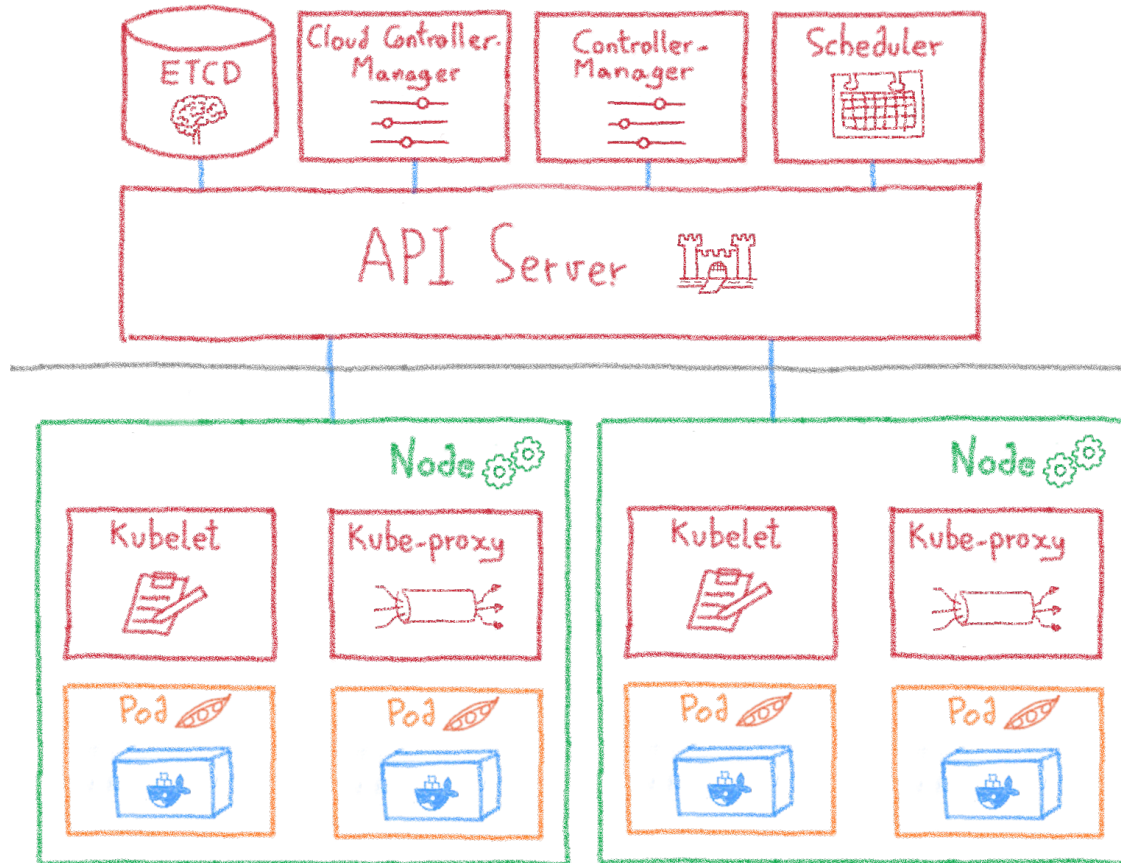 ETCD
Cloud Controller-
Manager
Controller-
Manager
Scheduler
API Server
Node
Kubelet
Kube-proxy
Pod
Pod
Node
Kubelet
Kube-proxy
Pod
Pod